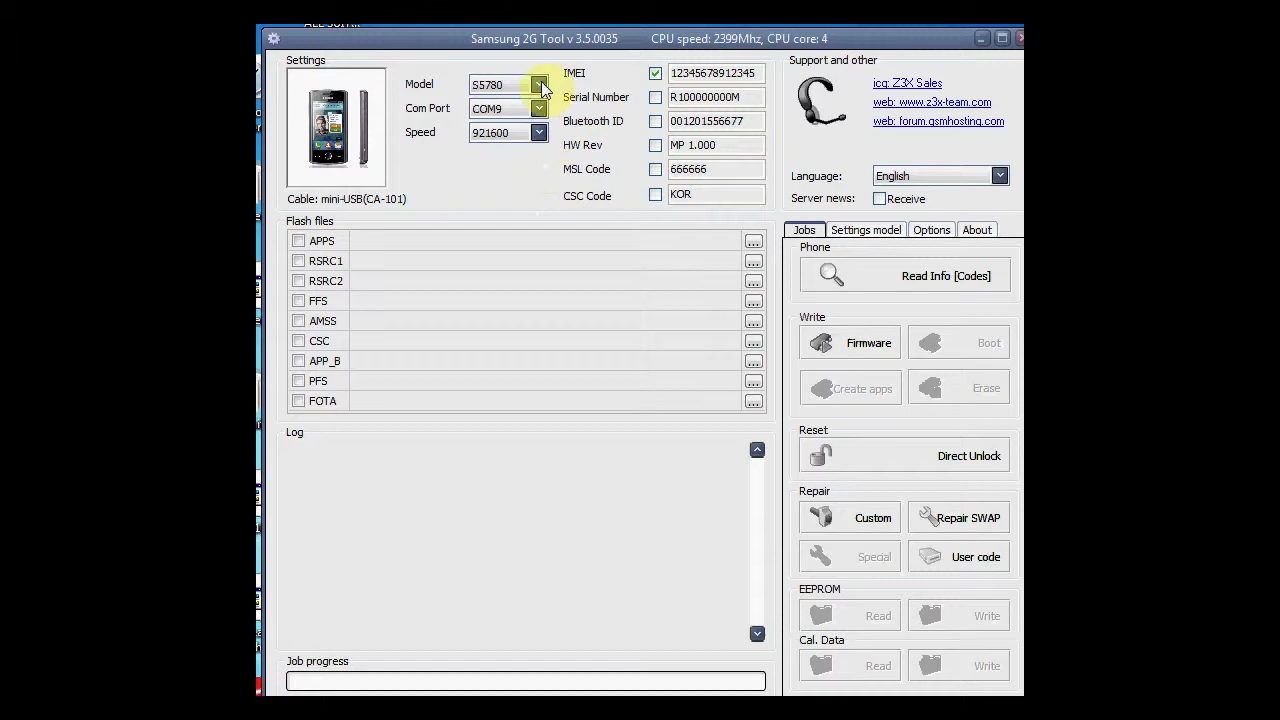 Samsung 2G Tool v 3.5.0035 CPU speed: 2399Mhz, CPU core: 4
Settings
Model S5780
Com Port COM9
Speed 921600
Cable: mini-USB(CA-101)
IMEI 12345678912345
Serial Number R100000000M
Bluetooth ID 001201556677
HW Rev MP 1.000
MSL Code 666666
CSC Code KOR
Support and other
icq: Z3X Sales
web: www.z3x-team.com
web: forum.gsmhosting.com
Language: English
Server news: Receive
Flash files
APPS ...
RSRC1 ...
RSRC2 ...
FFS ...
AMSS ...
CSC ...
APP_B ...
PFS ...
FOTA ...
Log
Job progress
Jobs Settings model Options About
Phone
Read Info [Codes]
Write
Firmware Boot
Create apps Erase
Reset
Direct Unlock
Repair
Custom Repair SWAP
Special User code
EEPROM
Read Write
Cal. Data
Read Write